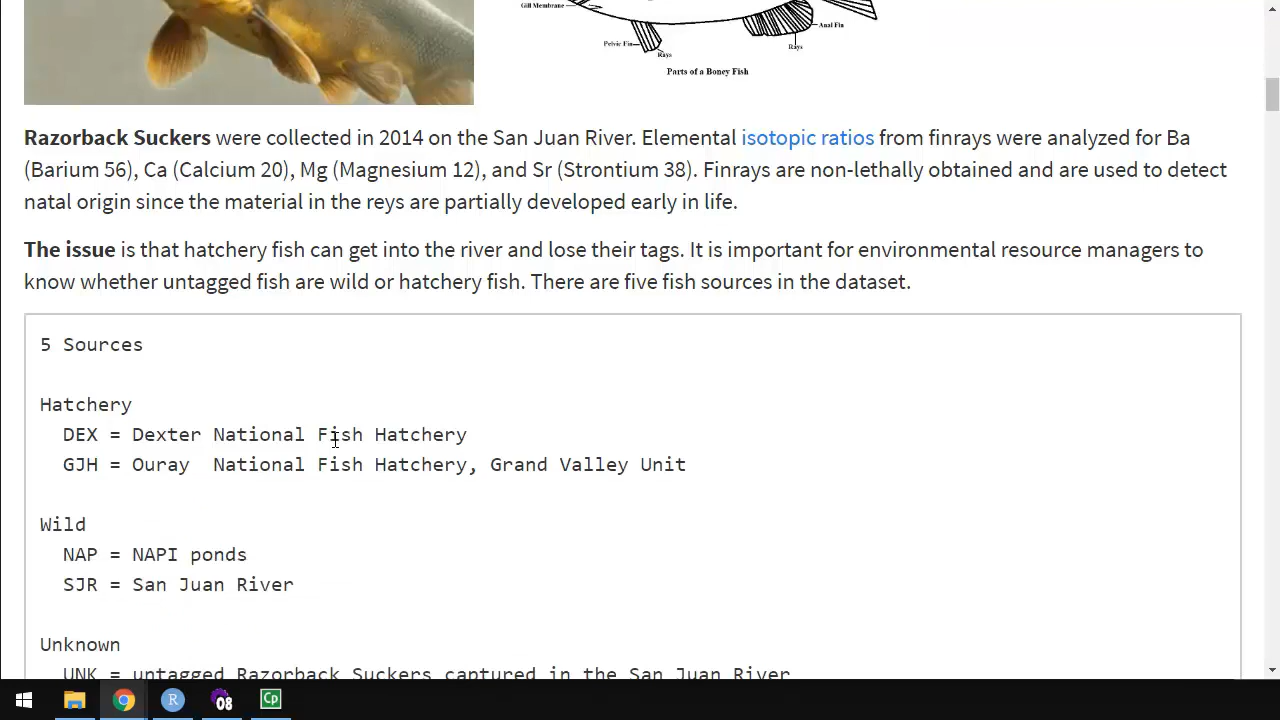 Gill Membrane
Anal Fin
Pelvic Fin
Rays
Rays
Parts of a Boney Fish
Razorback Suckers were collected in 2014 on the San Juan River. Elemental isotopic ratios from finrays were analyzed for Ba
(Barium 56), Ca (Calcium 20), Mg (Magnesium 12), and Sr (Strontium 38). Finrays are non-lethally obtained and are used to detect
natal origin since the material in the reys are partially developed early in life.
The issue is that hatchery fish can get into the river and lose their tags. It is important for environmental resource managers to
know whether untagged fish are wild or hatchery fish. There are five fish sources in the dataset.
5 Sources
Hatchery
DEX = Dexter National Fish Hatchery
GJH = Ouray  National Fish Hatchery, Grand Valley Unit
Wild
NAP = NAPI ponds
SJR = San Juan River
Unknown
UNK = untagged Razorback Suckers captured in the San Juan River
R
08
Cp